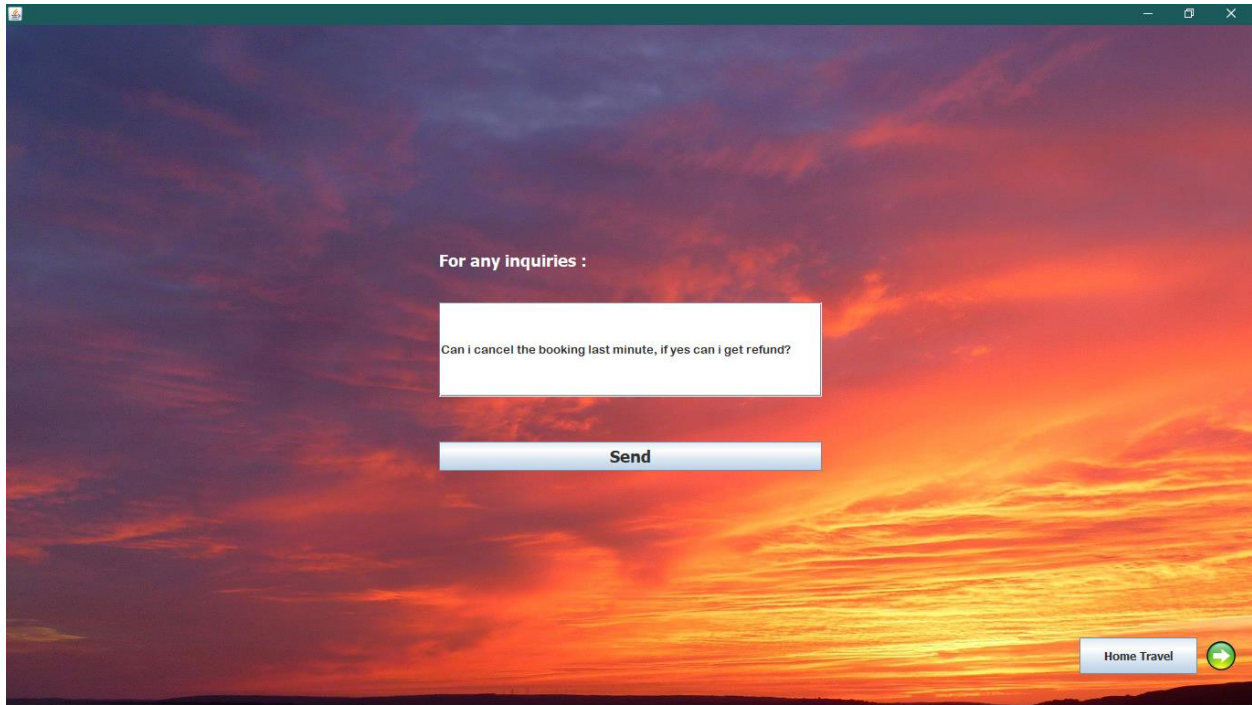 For any inquiries :
Can i cancel the booking last minute, if yes can i get refund?
Send
Home Travel